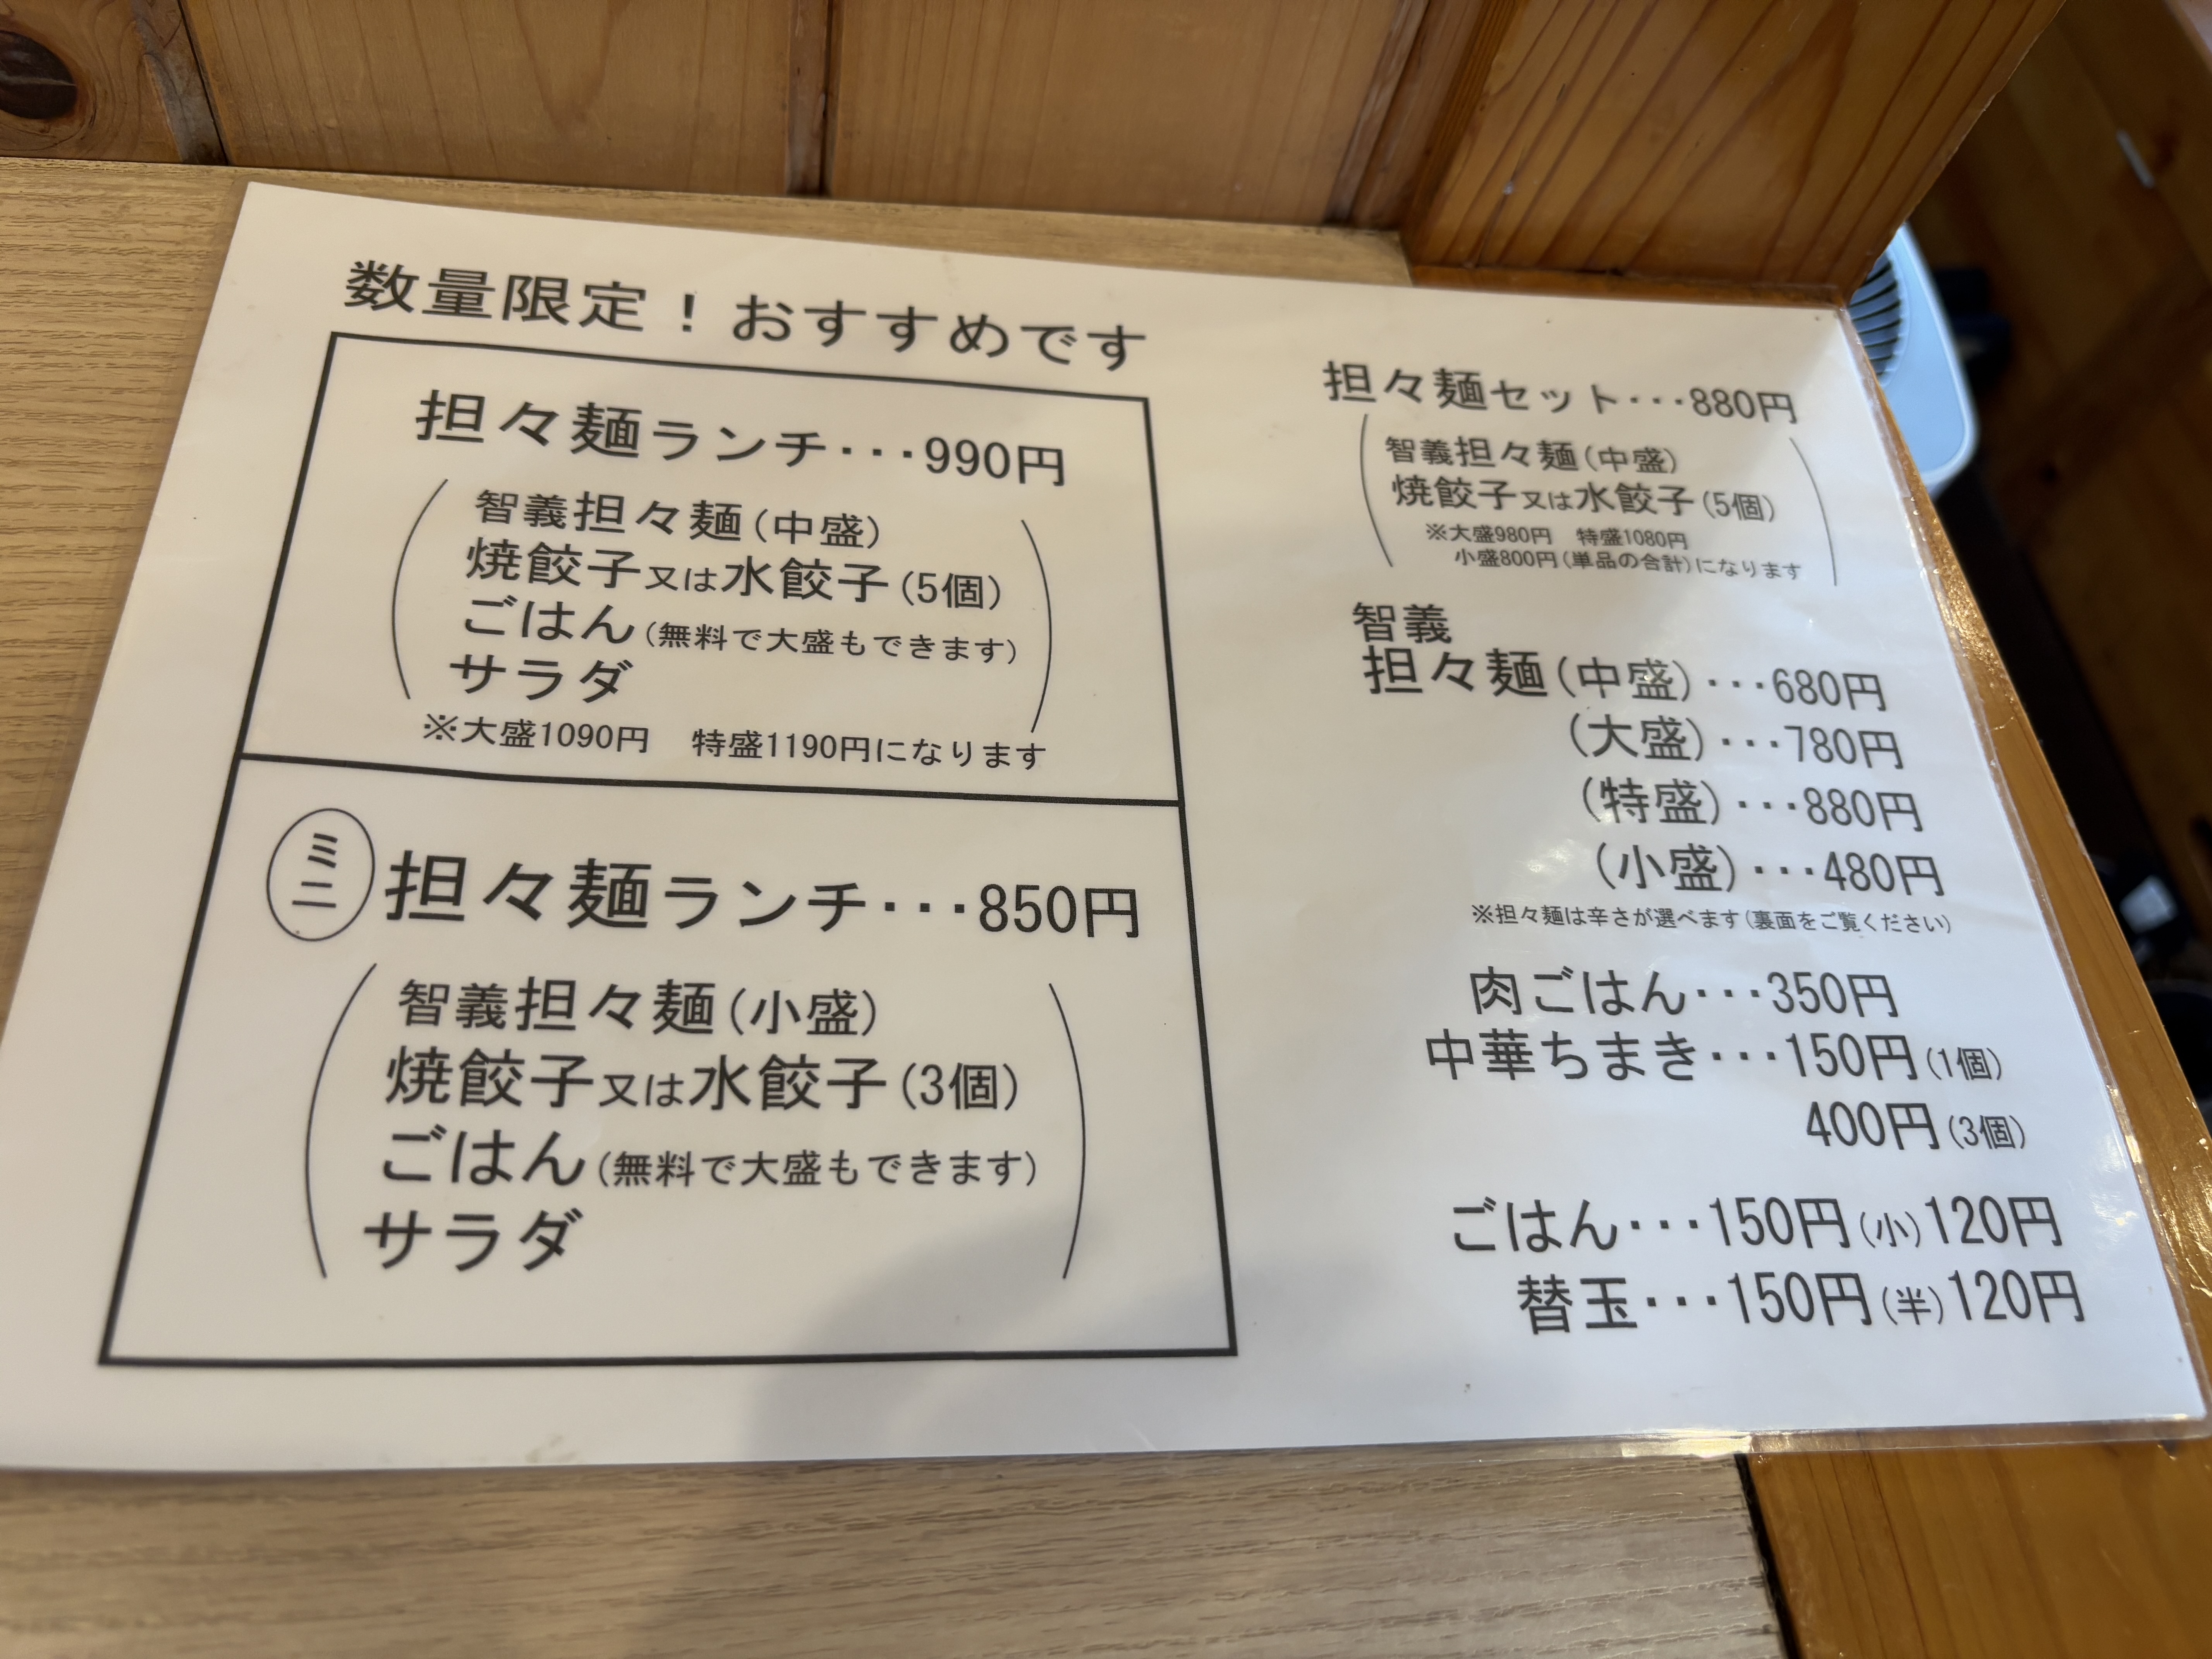 数量限定！おすすめです
担々麺ランチ･･･990円
智義担々麺(中盛)
焼餃子又は水餃子(5個)
ごはん(無料で大盛もできます)
サラダ
※大盛1090円　特盛1190円になります
ミニ担々麺ランチ･･･850円
智義担々麺(小盛)
焼餃子又は水餃子(3個)
ごはん(無料で大盛もできます)
サラダ
担々麺セット･･･880円
智義担々麺(中盛)
焼餃子又は水餃子(5個)
※大盛980円　特盛1080円
小盛800円(単品の合計)になります
智義
担々麺(中盛)･･･680円
(大盛)･･･780円
(特盛)･･･880円
(小盛)･･･480円
※担々麺は辛さが選べます(裏面をご覧ください)
肉ごはん･･･350円
中華ちまき･･･150円(1個)
400円(3個)
ごはん･･･150円(小)120円
替玉･･･150円(半)120円